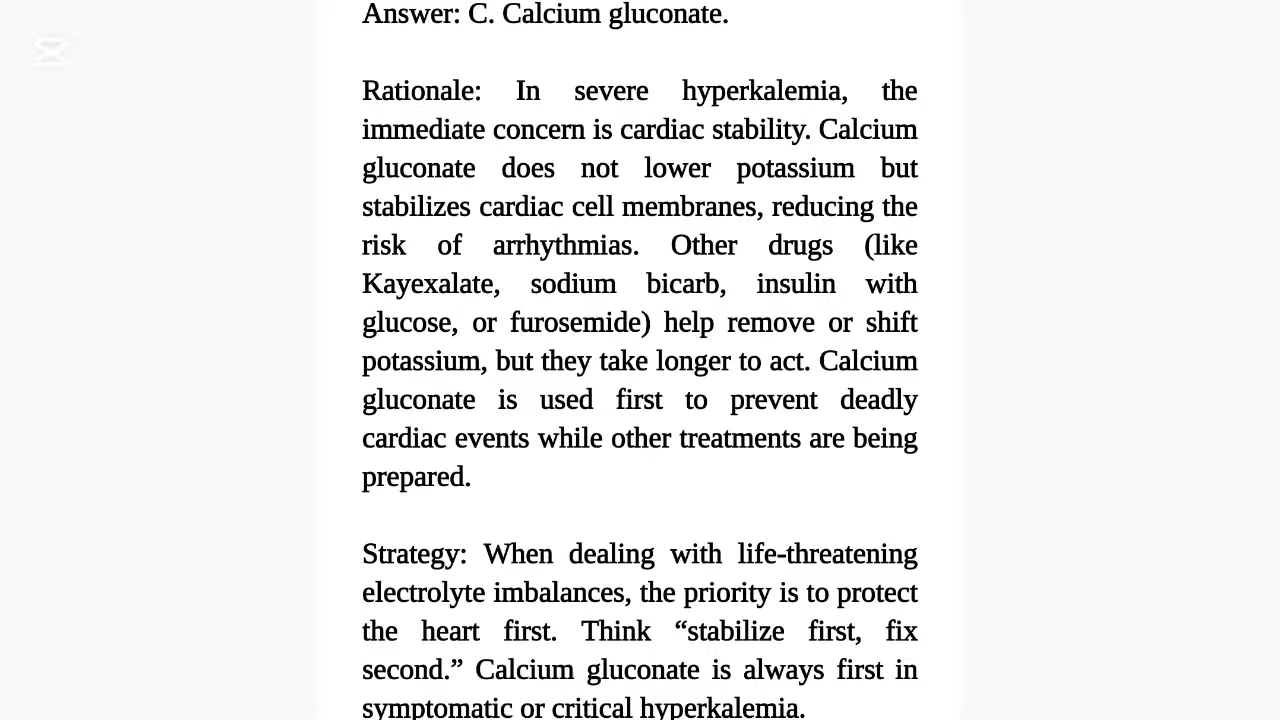 Answer: C. Calcium gluconate.
Rationale: In severe hyperkalemia, the
immediate concern is cardiac stability. Calcium
gluconate does not lower potassium but
stabilizes cardiac cell membranes, reducing the
risk of arrhythmias. Other drugs (like
Kayexalate, sodium bicarb, insulin with
glucose, or furosemide) help remove or shift
potassium, but they take longer to act. Calcium
gluconate is used first to prevent deadly
cardiac events while other treatments are being
prepared.
Strategy: When dealing with life-threatening
electrolyte imbalances, the priority is to protect
the heart first. Think “stabilize first, fix
second.” Calcium gluconate is always first in
symptomatic or critical hyperkalemia.